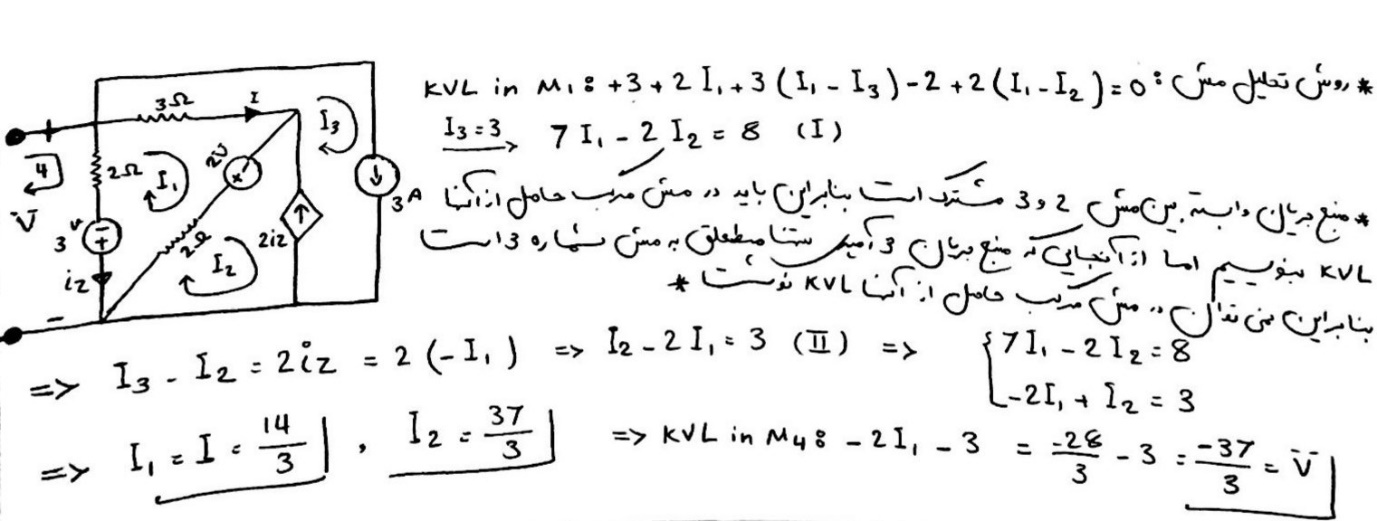 * روش تحلیل مش: KVL in M1: +3+2I₁+3(I₁-I₃)-2+2(I₁-I₂)=0
I₃=3 → 7I₁-2I₂=8 (I)
* منبع جریان وابسته بین مش 2 و 3 مشترک است بنابراین باید در مش مرکب حاصل از آنها
KVL بنویسیم اما از آنجایی که منبع جریان 3 آمپر متعلق به مش شماره 3 است
بنابراین نمی توان در مش مرکب حاصل از آنها KVL نوشت *
=> I₃-I₂=2iz=2(-I₁) => I₂-2I₁=3 (II) => {7I₁-2I₂=8
-2I₁+I₂=3
=> I₁=I=14/3, I₂=37/3 => KVL in M4: -2I₁-3 = -28/3 -3 = -37/3 = V
3Ω
I
I₃
+
4
2Ω
I₁
2V
3A
V
3V
2Ω
2iz
iz
I₂
-